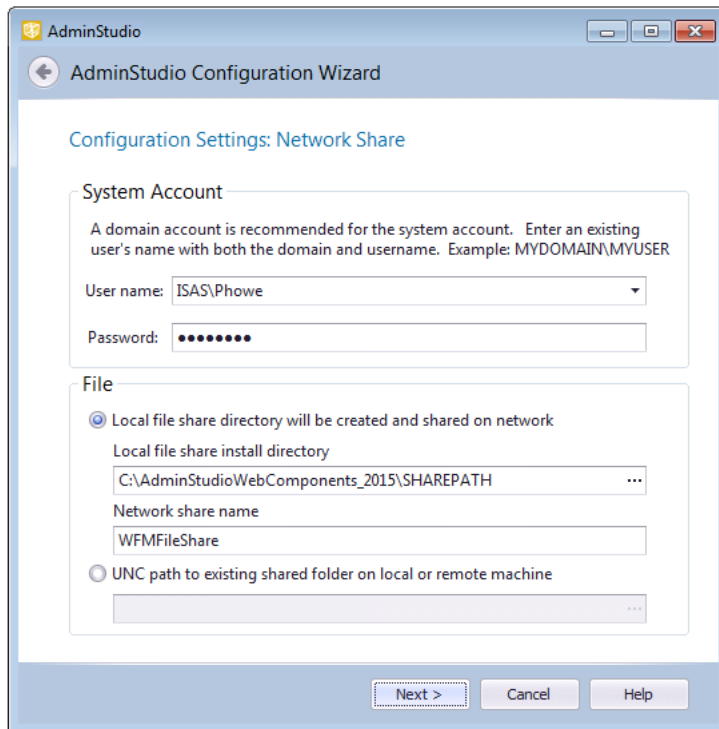 AdminStudio
AdminStudio Configuration Wizard
Configuration Settings: Network Share
System Account
A domain account is recommended for the system account. Enter an existing
user's name with both the domain and username. Example: MYDOMAIN\MYUSER
User name: ISAS\Phowe
Password: ●●●●●●●●
File
Local file share directory will be created and shared on network
Local file share install directory
C:\AdminStudioWebComponents_2015\SHAREPATH ...
Network share name
WFMFileShare
UNC path to existing shared folder on local or remote machine
...
Next > Cancel Help